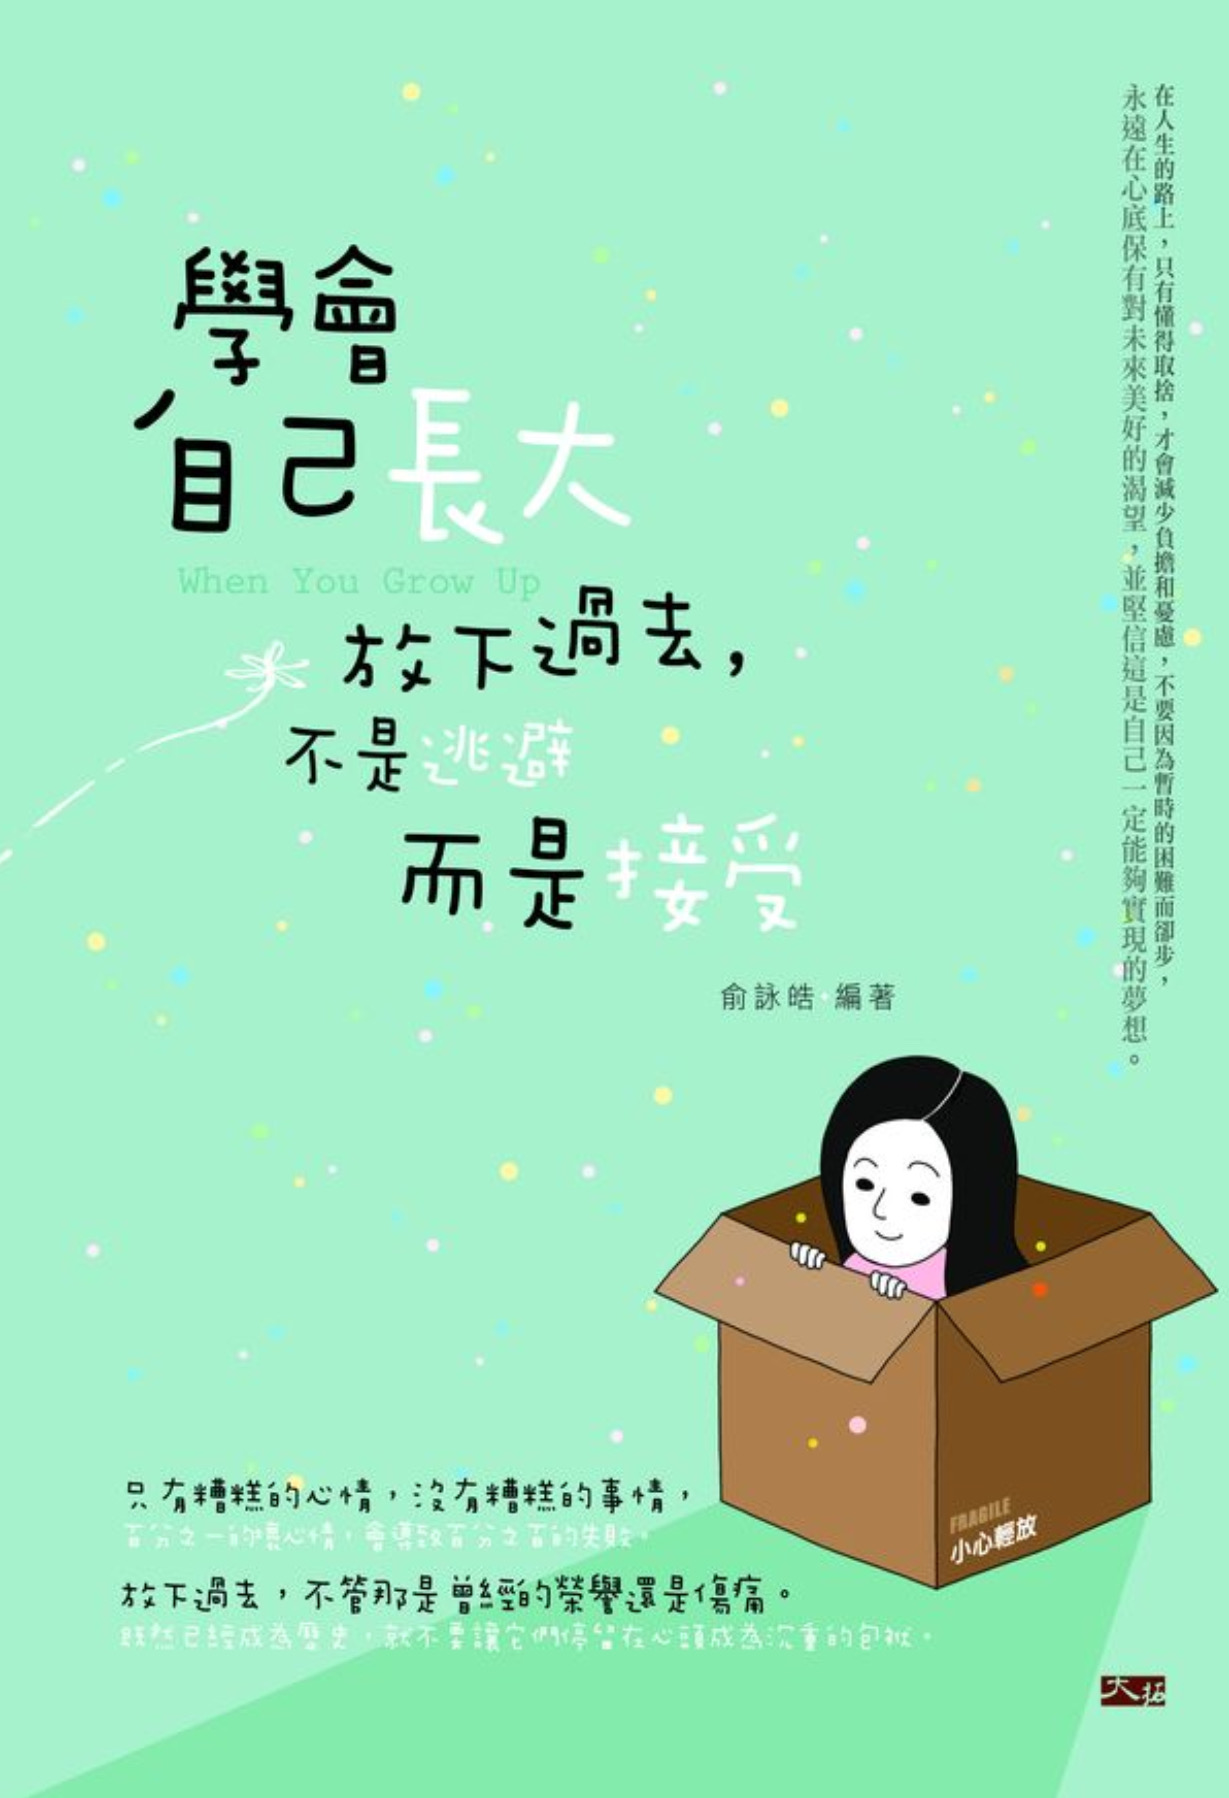 在人生的路上，只有懂得取捨，才會減少負擔和憂慮，不要因為暫時的困難而卻步，
永遠在心底保有對未來美好的渴望，並堅信這是自己一定能夠實現的夢想。
學會
自己長大
When You Grow Up
放下過去，
不是逃避
而是接受
俞詠皓 編著
FRAGILE
小心輕放
只有糟糕的心情，沒有糟糕的事情，
百分之一的壞心情，會導致百分之百的失敗。
放下過去，不管那是曾經的榮譽還是傷痛。
既然已經成為歷史，就不要讓它們停留在心頭成為沉重的包袱。
大拓